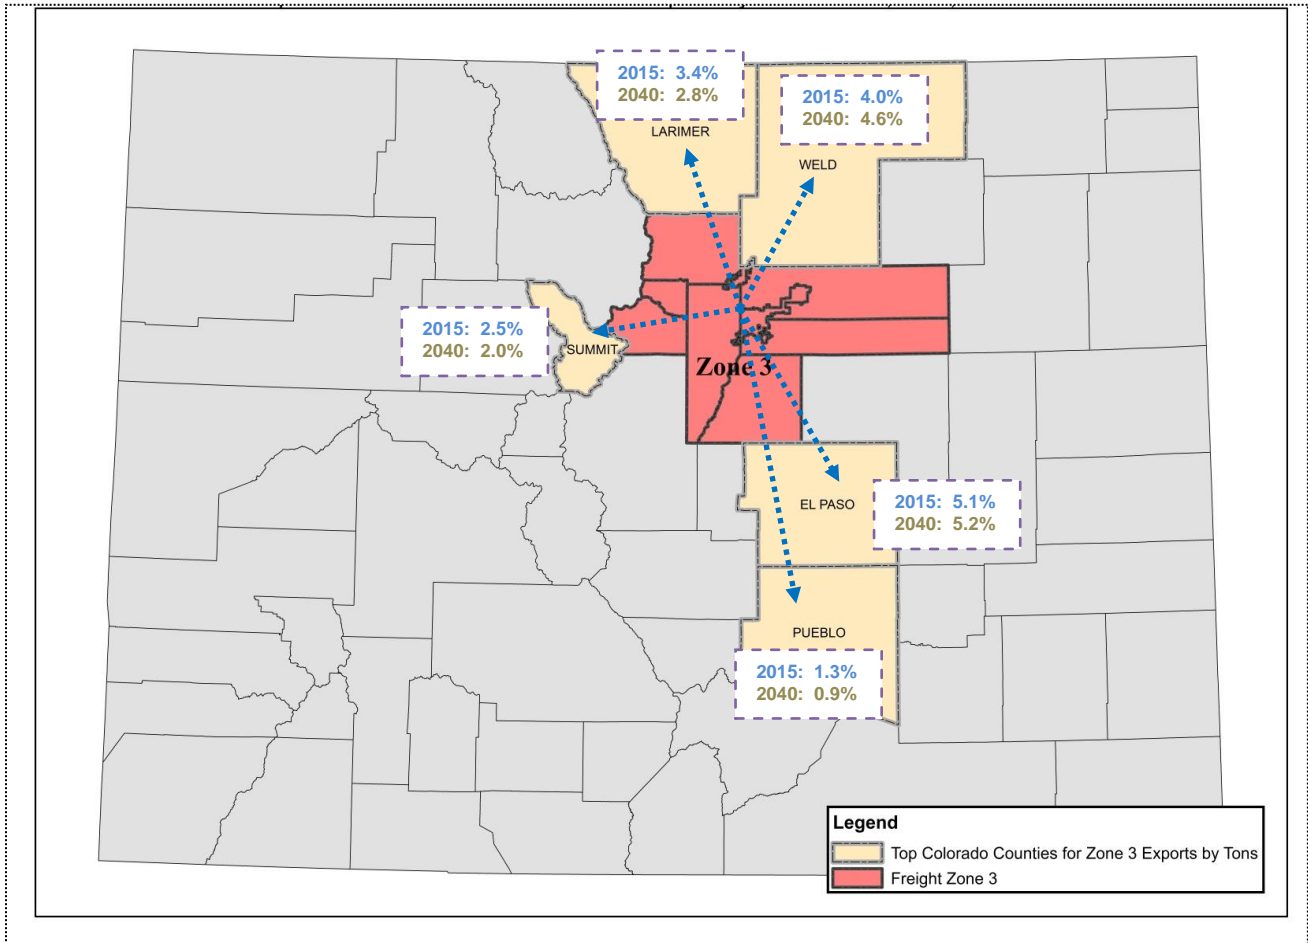 2015: 3.4%
2040: 2.8%
LARIMER
2015: 4.0%
2040: 4.6%
WELD
2015: 2.5%
2040: 2.0%
SUMMIT
Zone 3
EL PASO
2015: 5.1%
2040: 5.2%
PUEBLO
2015: 1.3%
2040: 0.9%
Legend
Top Colorado Counties for Zone 3 Exports by Tons
Freight Zone 3